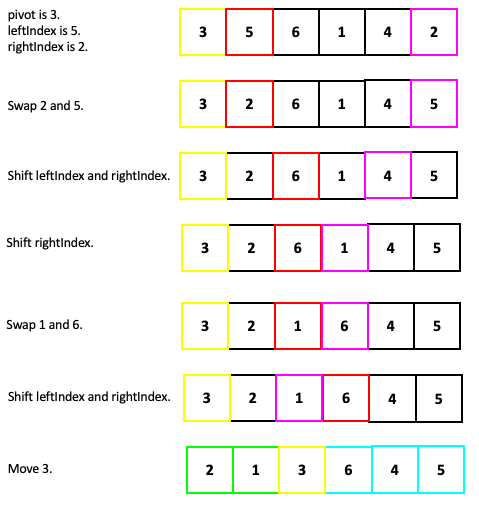 pivot is 3.
leftIndex is 5.
rightIndex is 2.
3 5 6 1 4 2
Swap 2 and 5.
3 2 6 1 4 5
Shift leftIndex and rightIndex.
3 2 6 1 4 5
Shift rightIndex.
3 2 6 1 4 5
Swap 1 and 6.
3 2 1 6 4 5
Shift leftIndex and rightIndex.
3 2 1 6 4 5
Move 3.
2 1 3 6 4 5